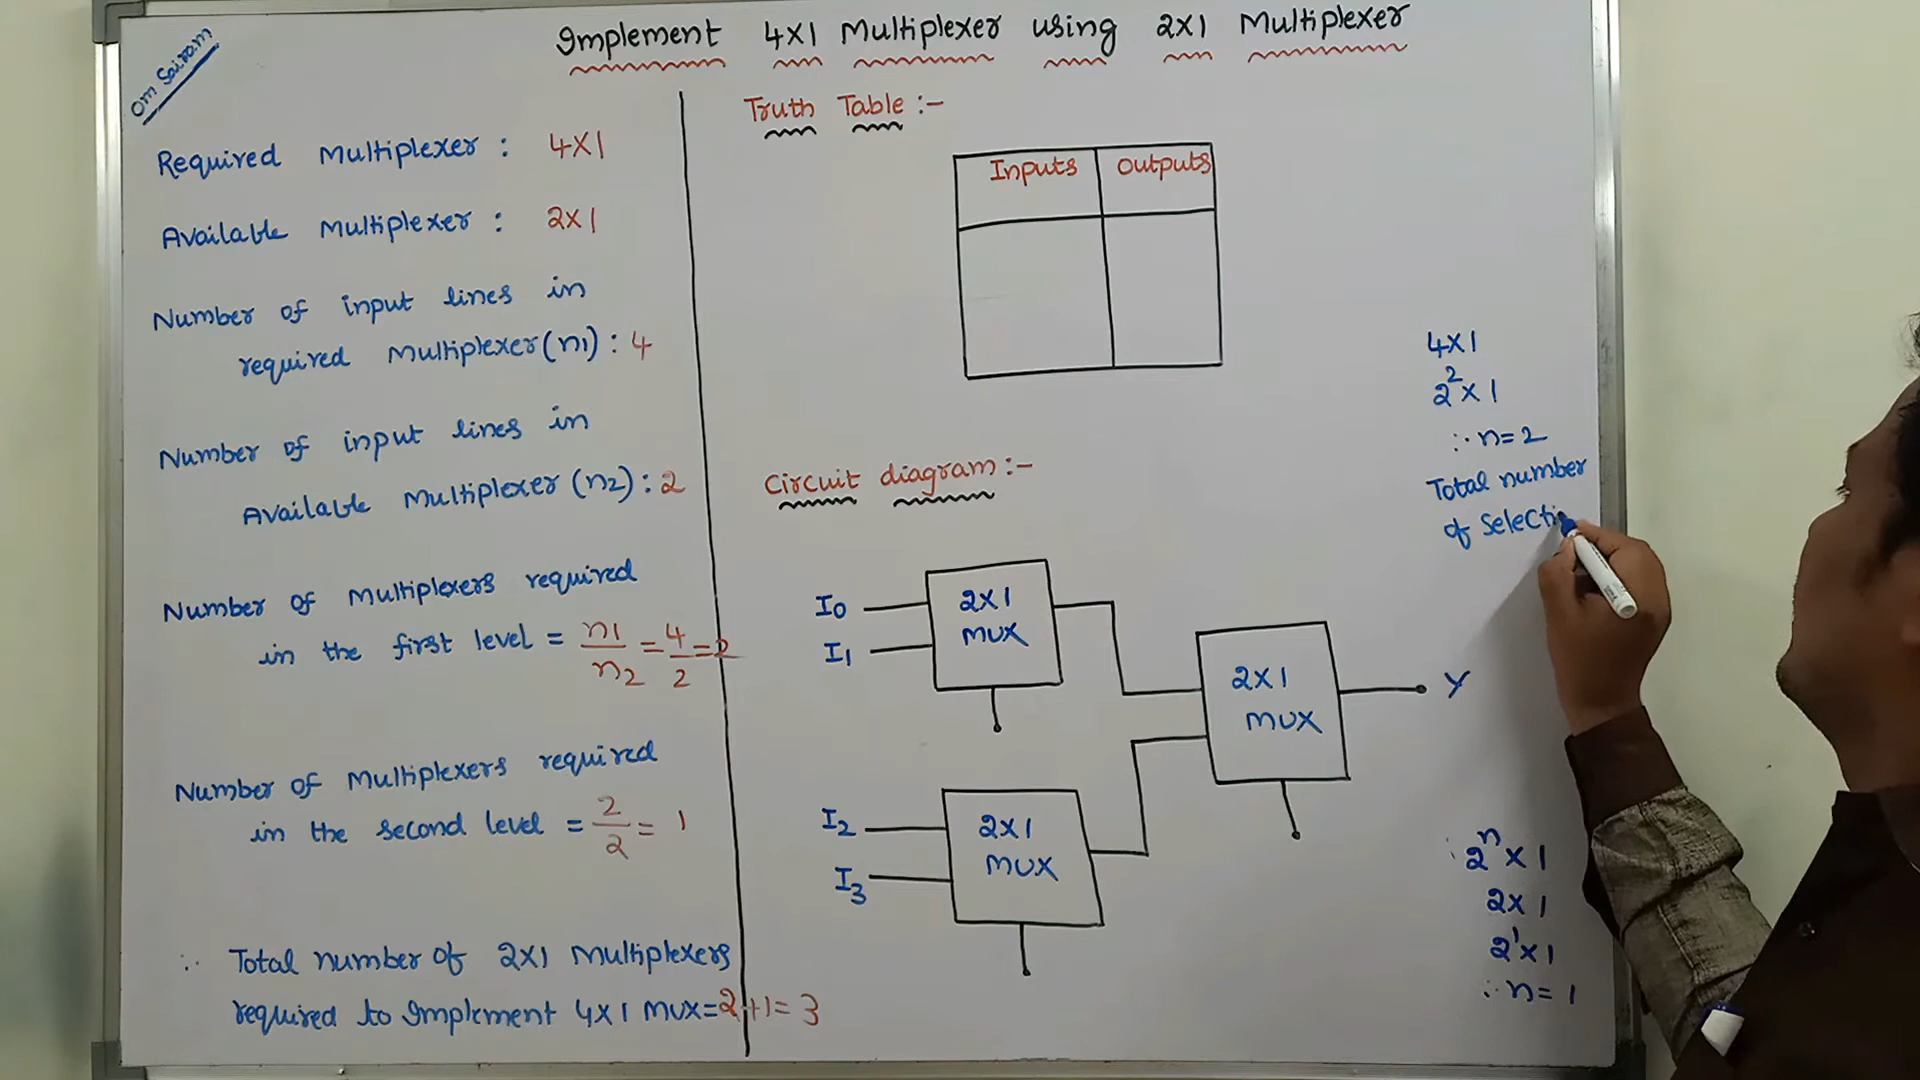 Om Sairam
Implement 4x1 Multiplexer using 2x1 Multiplexer
Required Multiplexer : 4X1
Available Multiplexer : 2x1
Number of input lines in
required Multiplexer (n1) : 4
Number of input lines in
Available Multiplexer (n2) : 2
Number of Multiplexers required
in the first level = n1/n2 = 4/2 = 2
Number of Multiplexers required
in the second level = 2/2 = 1
∴ Total number of 2x1 Multiplexers
required to Implement 4x1 mux = 2+1 = 3
Truth Table :-
Inputs outputs
Circuit diagram :-
I0
I1
2X1
MUX
I2
I3
2X1
MUX
2X1
MUX
Y
4X1
2²x1
∴ n=2
Total number
of Selecti
∴ 2ⁿ x 1
2x1
2¹x1
∴ n= 1